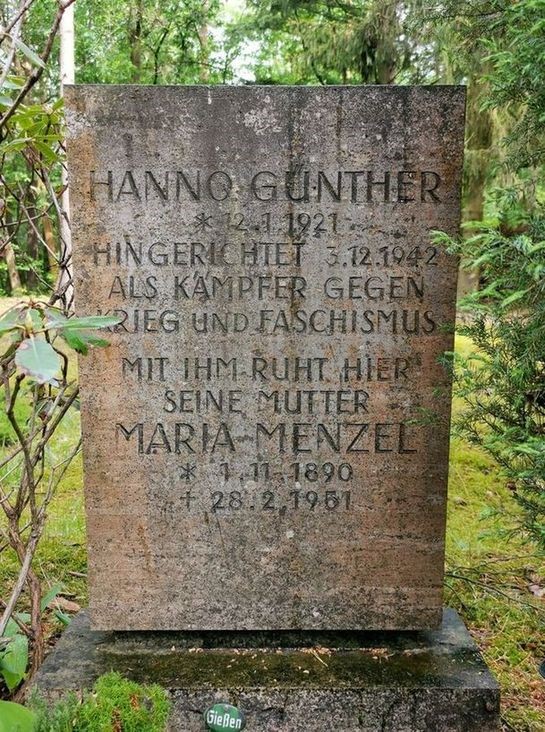 HANNO GÜNTHER
* 12.1.1921
HINGERICHTET 3.12.1942
ALS KÄMPFER GEGEN
KRIEG UND FASCHISMUS
MIT IHM RUHT HIER
SEINE MUTTER
MARIA MENZEL
* 1.11.1890
† 28.2.1951
Gießen